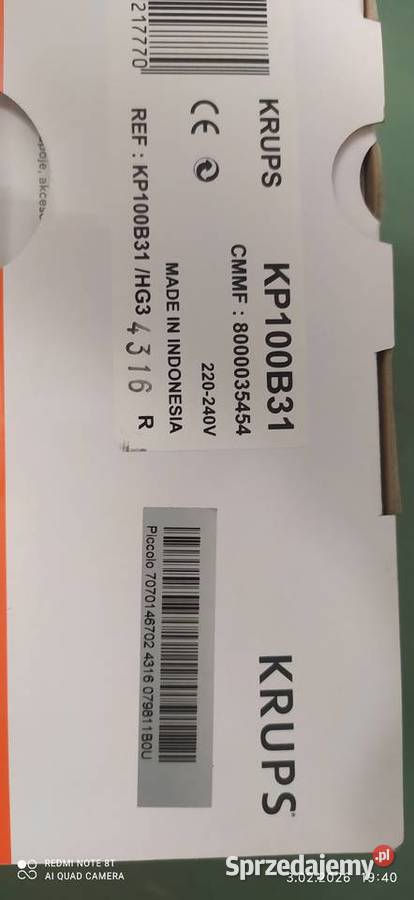 217770
KRUPS
KP100B31
CMMF : 8000035454
220-240V
MADE IN INDONESIA
REF : KP100B31 /HG3 4316 R
KRUPS
Piccolo 7070146702 4316 079811B0U
REDMI NOTE 8T
AI QUAD CAMERA
Sprzedajemy.pl
3.02.2026 19:40